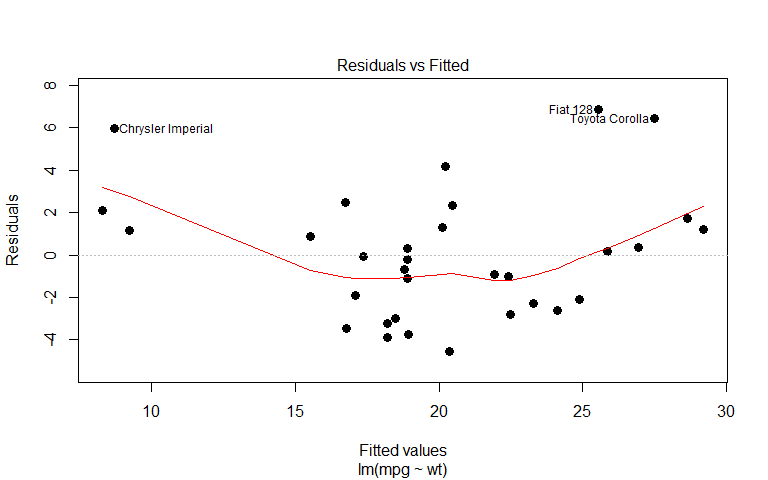 Residuals vs Fitted
8
6
4
2
0
-2
-4
Residuals
Chrysler Imperial
Fiat 128
Toyota Corolla
10 15 20 25 30
Fitted values
lm(mpg ~ wt)